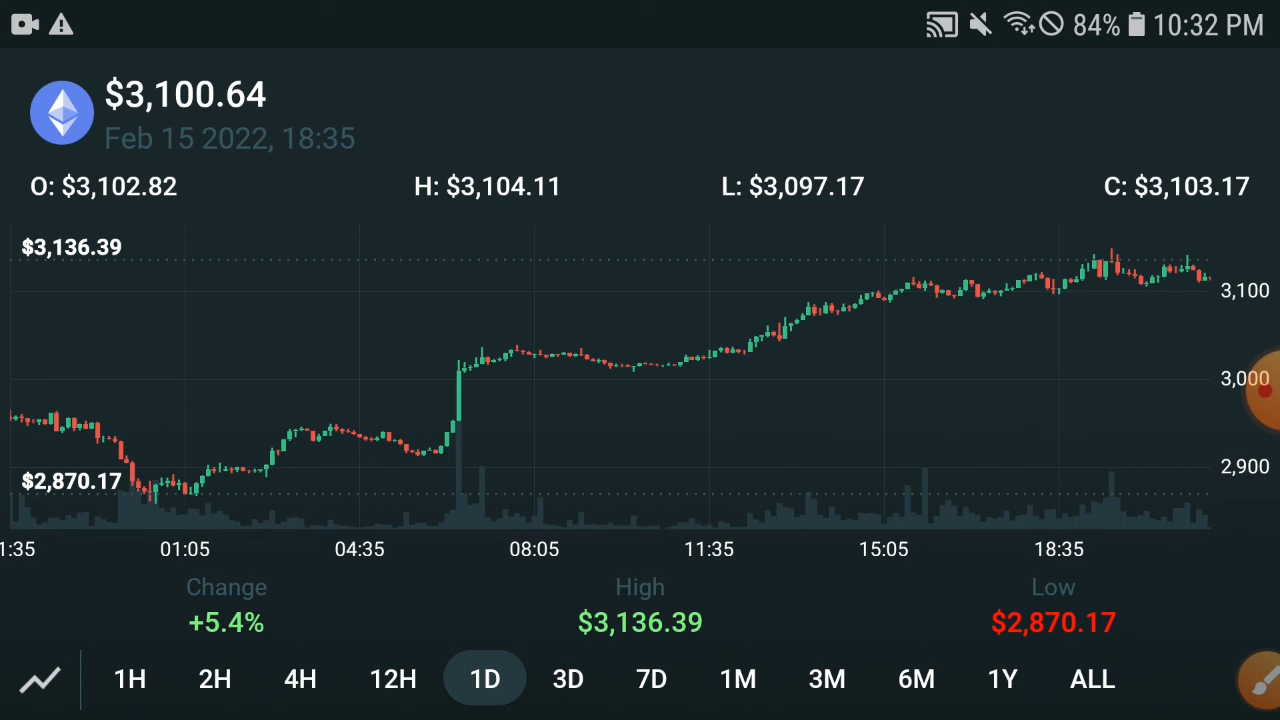 84% 10:32 PM
$3,100.64
Feb 15 2022, 18:35
O: $3,102.82 H: $3,104.11 L: $3,097.17 C: $3,103.17
$3,136.39
3,100
3,000
2,900
$2,870.17
1:35 01:05 04:35 08:05 11:35 15:05 18:35
Change High Low
+5.4% $3,136.39 $2,870.17
1H 2H 4H 12H 1D 3D 7D 1M 3M 6M 1Y ALL